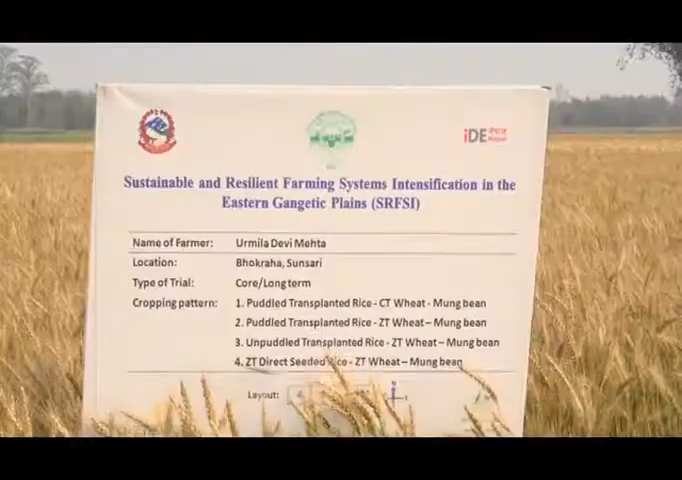 iDE नेपाल
Sustainable and Resilient Farming Systems Intensification in the
Eastern Gangetic Plains (SRFSI)
Name of Farmer: Urmila Devi Mehta
Location: Bhokraha, Sunsari
Type of Trial: Core/Long term
Cropping pattern: 1. Puddled Transplanted Rice - CT Wheat - Mung bean
2. Puddled Transplanted Rice - ZT Wheat – Mung bean
3. Unpuddled Transplanted Rice - ZT Wheat – Mung bean
4. ZT Direct Seeded Rice - ZT Wheat – Mung bean
Layout: 4